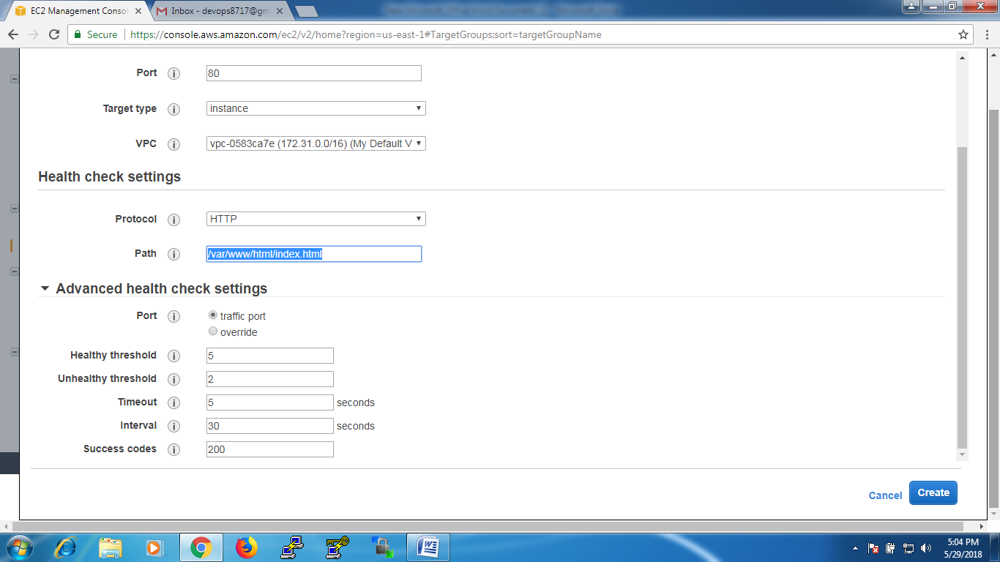 EC2 Management Consol
Inbox - devops8717@gm
Secure
https://console.aws.amazon.com/ec2/v2/home?region=us-east-1#TargetGroups:sort=targetGroupName
Port i 80
Target type i instance
VPC i vpc-0583ca7e (172.31.0.0/16) (My Default V
Health check settings
Protocol i HTTP
Path i /var/www/html/index.html
Advanced health check settings
Port i traffic port
override
Healthy threshold i 5
Unhealthy threshold i 2
Timeout i 5 seconds
Interval i 30 seconds
Success codes i 200
Cancel Create
5:04 PM
5/29/2018